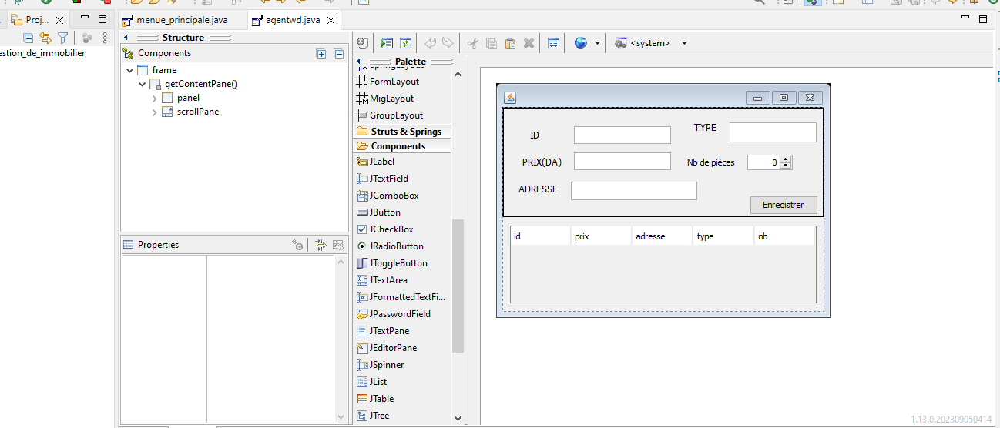 Proj...
menue_principale.java
agentwd.java
estion_de_immobilier
Structure
Components
frame
getContentPane()
panel
scrollPane
Properties
<system>
Palette
SpringLayout
FormLayout
MigLayout
GroupLayout
Struts & Springs
Components
JLabel
JTextField
JComboBox
JButton
JCheckBox
JRadioButton
JToggleButton
JTextArea
JFormattedTextFi...
JPasswordField
JTextPane
JEditorPane
JSpinner
JList
JTable
JTree
ID
TYPE
PRIX(DA)
Nb de pièces
0
ADRESSE
Enregistrer
id prix adresse type nb
1.13.0.202309050414